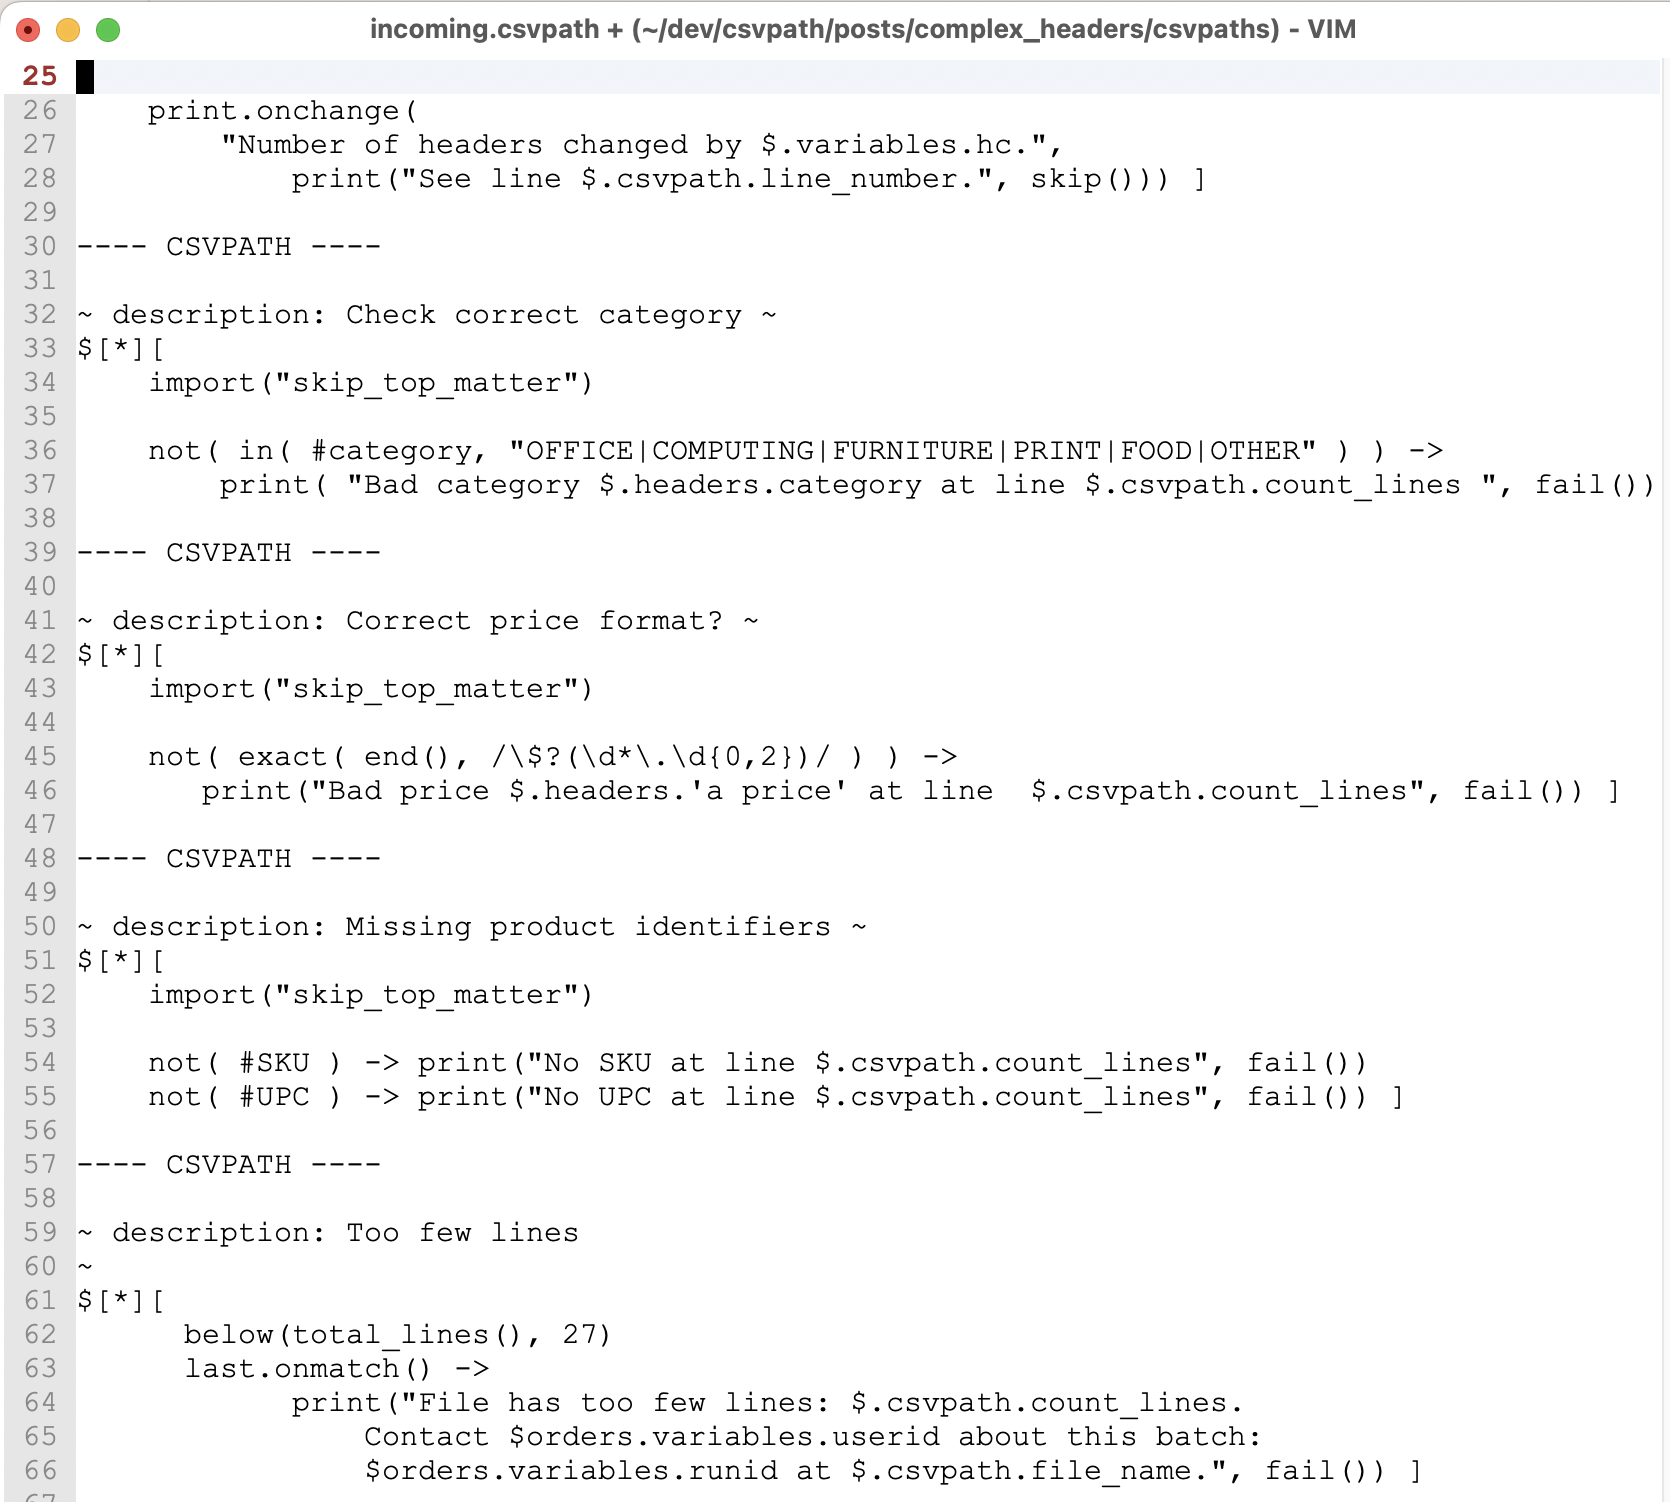 incoming.csvpath + (~/dev/csvpath/posts/complex_headers/csvpaths) - VIM
25
26     print.onchange(
27         "Number of headers changed by $.variables.hc.",
28             print("See line $.csvpath.line_number.", skip())) ]
29
30 ---- CSVPATH ----
31
32 ~ description: Check correct category ~
33 $[*][
34     import("skip_top_matter")
35
36     not( in( #category, "OFFICE|COMPUTING|FURNITURE|PRINT|FOOD|OTHER" ) ) ->
37         print( "Bad category $.headers.category at line $.csvpath.count_lines ", fail())
38
39 ---- CSVPATH ----
40
41 ~ description: Correct price format? ~
42 $[*][
43     import("skip_top_matter")
44
45     not( exact( end(), /\$?(\d*\.\d{0,2})/ ) ) ->
46        print("Bad price $.headers.'a price' at line  $.csvpath.count_lines", fail()) ]
47
48 ---- CSVPATH ----
49
50 ~ description: Missing product identifiers ~
51 $[*][
52     import("skip_top_matter")
53
54     not( #SKU ) -> print("No SKU at line $.csvpath.count_lines", fail())
55     not( #UPC ) -> print("No UPC at line $.csvpath.count_lines", fail()) ]
56
57 ---- CSVPATH ----
58
59 ~ description: Too few lines
60 ~
61 $[*][
62       below(total_lines(), 27)
63       last.onmatch() ->
64             print("File has too few lines: $.csvpath.count_lines.
65                 Contact $orders.variables.userid about this batch:
66                 $orders.variables.runid at $.csvpath.file_name.", fail()) ]
67